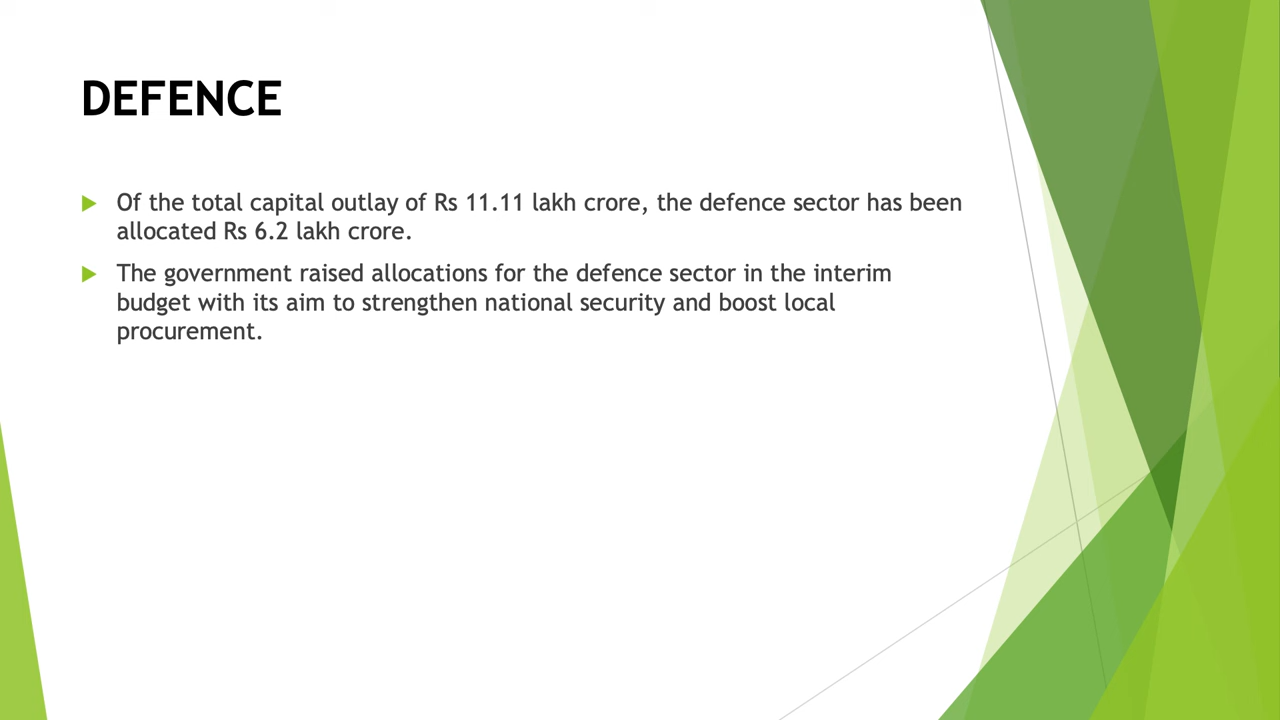 DEFENCE
Of the total capital outlay of Rs 11.11 lakh crore, the defence sector has been
allocated Rs 6.2 lakh crore.
The government raised allocations for the defence sector in the interim
budget with its aim to strengthen national security and boost local
procurement.